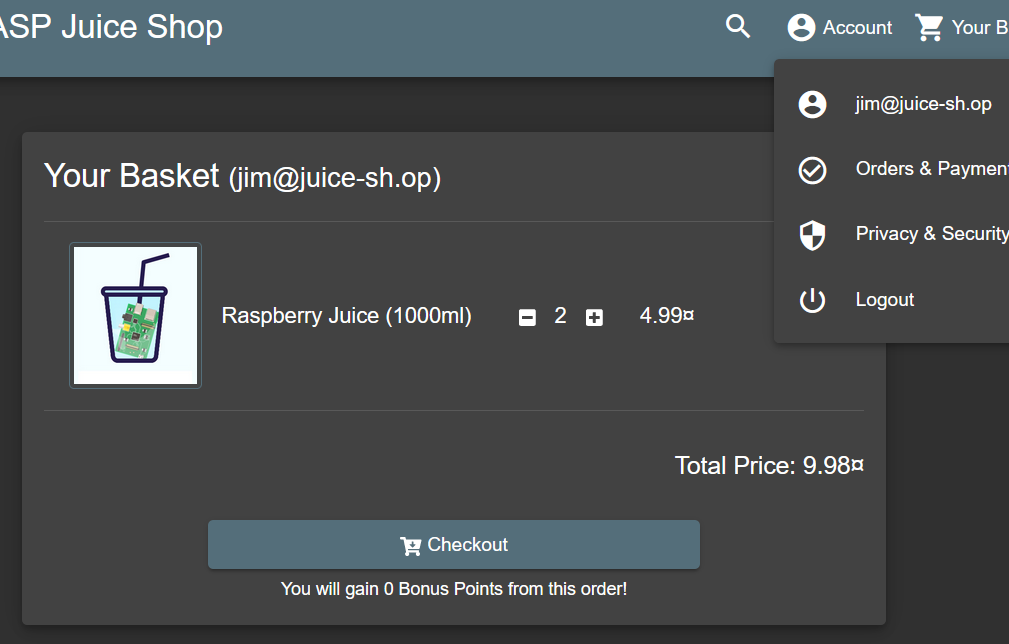 ASP Juice Shop
Account
Your B
jim@juice-sh.op
Orders & Paymen
Privacy & Security
Logout
Your Basket (jim@juice-sh.op)
Raspberry Juice (1000ml) 2 4.99¤
Total Price: 9.98¤
Checkout
You will gain 0 Bonus Points from this order!